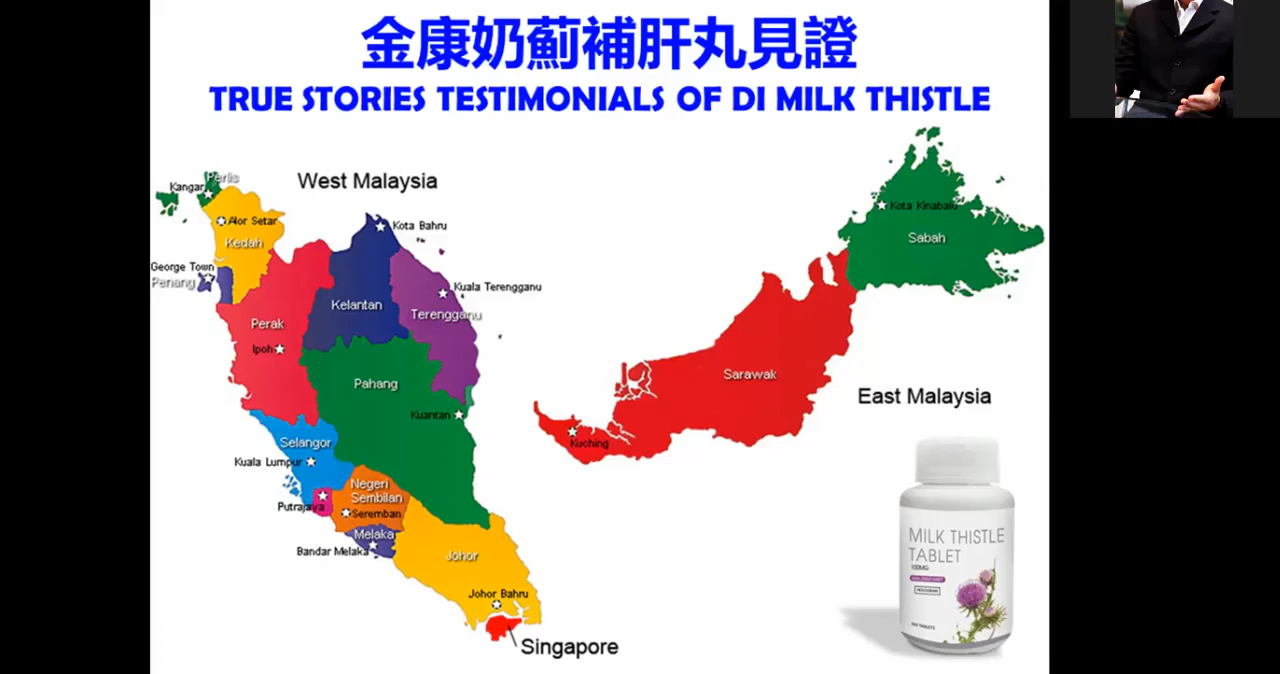 金康奶薊補肝丸見證
TRUE STORIES TESTIMONIALS OF DI MILK THISTLE
West Malaysia
Perlis
Kangar
Alor Setar
Kedah
George Town
Penang
Kota Bahru
Kuala Terengganu
Kelantan
Terengganu
Perak
Ipoh
Pahang
Kuantan
Selangor
Kuala Lumpur
Putrajaya
Negeri
Sembilan
Seremban
Melaka
Bandar Melaka
Johor
Johor Bahru
Singapore
Kota Kinabalu
Sabah
Sarawak
Kuching
East Malaysia
MILK THISTLE
TABLET
100MG
TABLETS